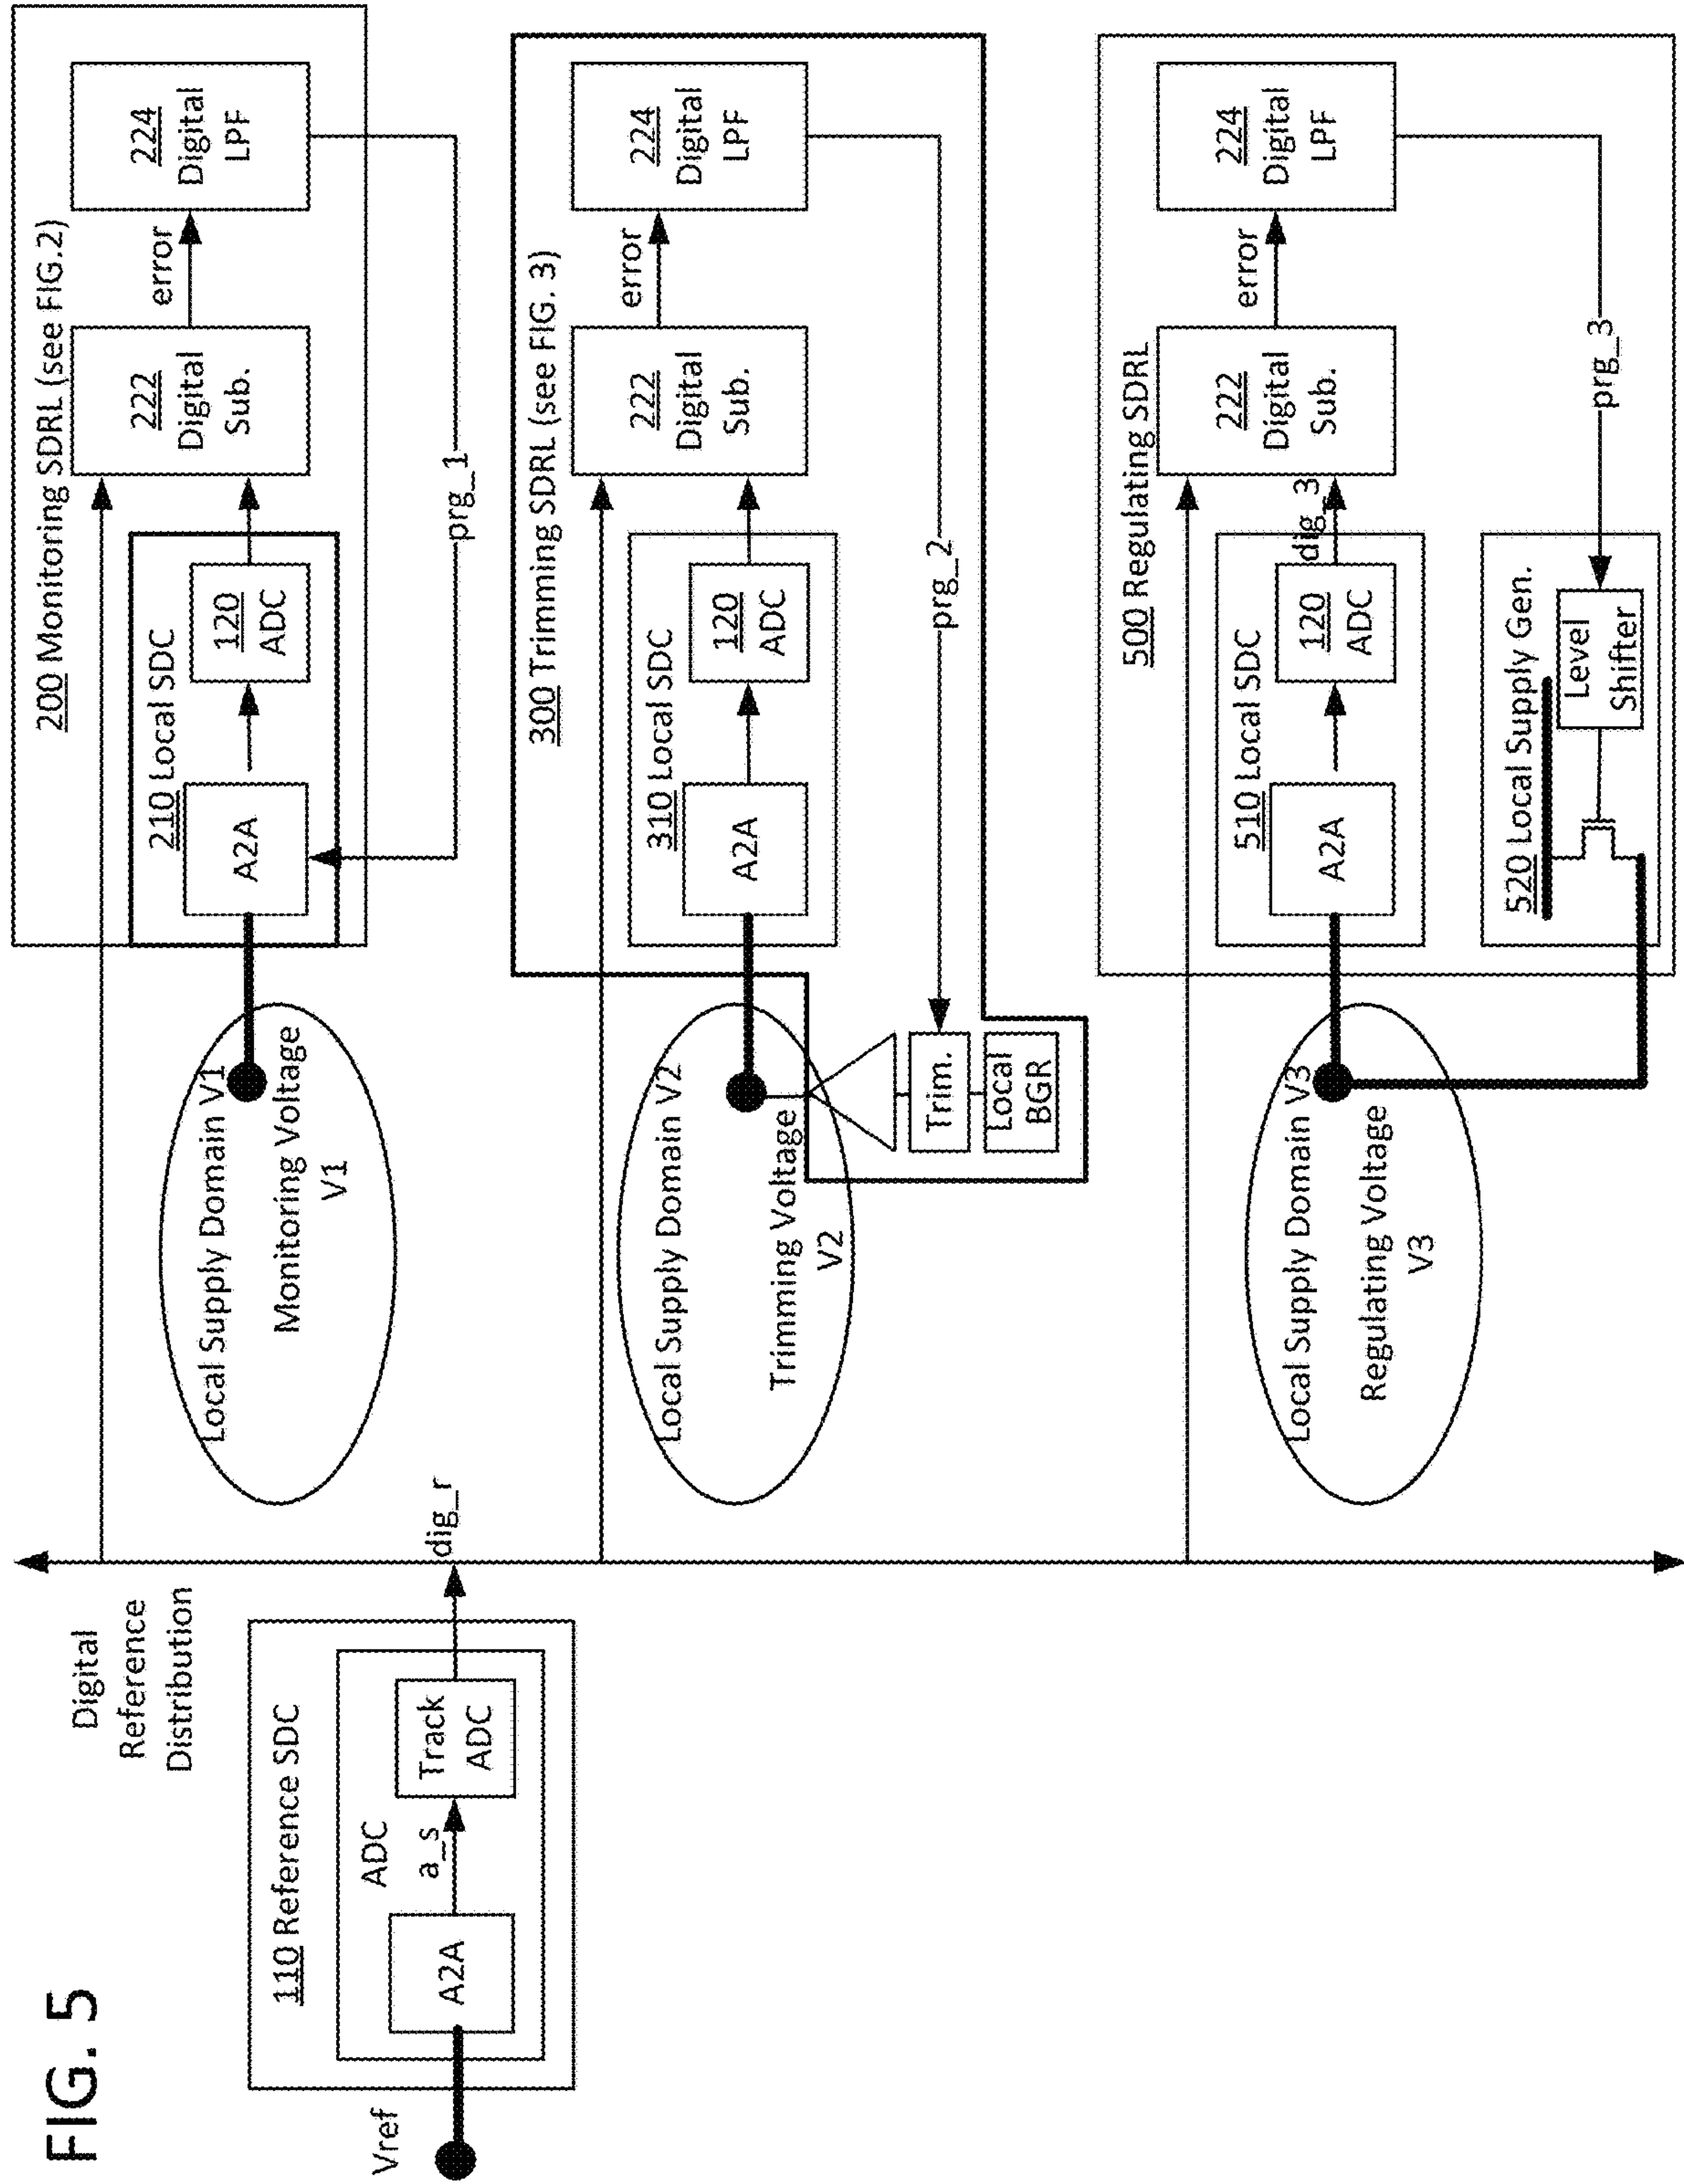 FIG. 5
Vref
110 Reference SDC
ADC
A2A
a_s
Track
ADC
Digital
Reference
Distribution
dig_r
Local Supply Domain V1
Monitoring Voltage
V1
200 Monitoring SDRL (see FIG.2)
210 Local SDC
A2A
120
ADC
222
Digital
Sub.
error
224
Digital
LPF
prg_1
Local Supply Domain V2
Trimming Voltage
V2
300 Trimming SDRL (see FIG. 3)
310 Local SDC
A2A
120
ADC
222
Digital
Sub.
error
224
Digital
LPF
prg_2
Trim.
Local
BGR
Local Supply Domain V3
Regulating Voltage
V3
500 Regulating SDRL
510 Local SDC
A2A
120
ADC
dig_3
222
Digital
Sub.
error
224
Digital
LPF
prg_3
520 Local Supply Gen.
Level
Shifter